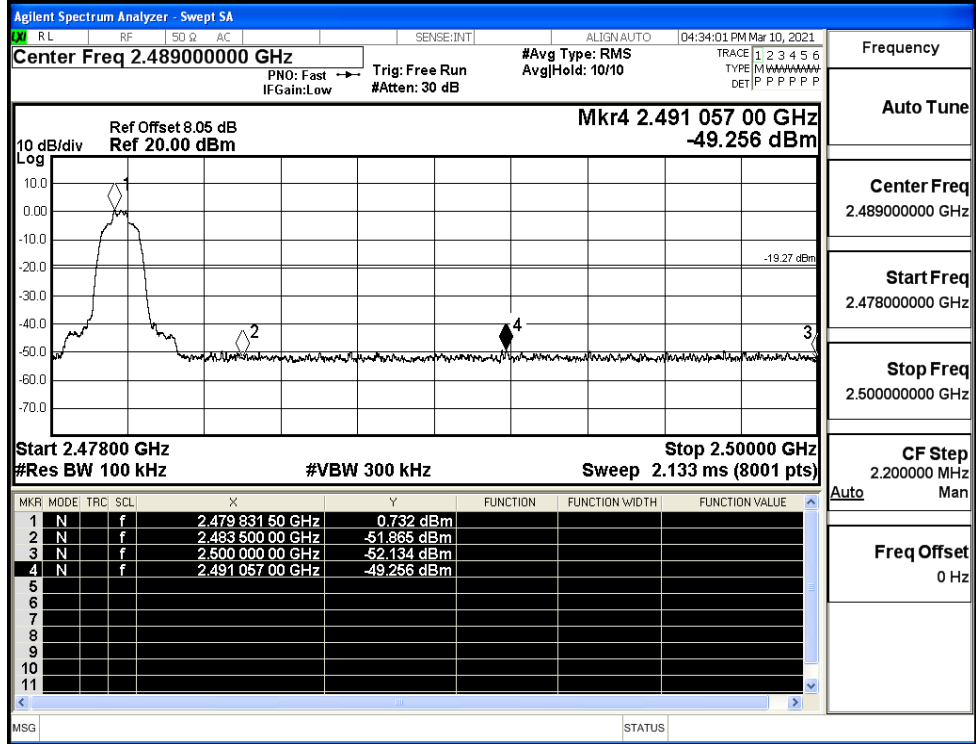 Agilent Spectrum Analyzer - Swept SA
LXI RL RF 50 Ω AC SENSE:INT ALIGNAUTO 04:34:01 PM Mar 10, 2021
Center Freq 2.489000000 GHz
PNO: Fast
IFGain:Low
Trig: Free Run
#Atten: 30 dB
#Avg Type: RMS
Avg|Hold: 10/10
TRACE 1 2 3 4 5 6
TYPE M WWWWW
DET P P P P P P
Mkr4 2.491 057 00 GHz
-49.256 dBm
Ref Offset 8.05 dB
10 dB/div Ref 20.00 dBm
Log
10.0
0.00
-10.0
-20.0
-30.0
-40.0
-50.0
-60.0
-70.0
1
2
4
3
-19.27 dBm
Start 2.47800 GHz Stop 2.50000 GHz
#Res BW 100 kHz #VBW 300 kHz Sweep 2.133 ms (8001 pts)
MKR MODE TRC SCL X Y FUNCTION FUNCTION WIDTH FUNCTION VALUE
1 N f 2.479 831 50 GHz 0.732 dBm
2 N f 2.483 500 00 GHz -51.865 dBm
3 N f 2.500 000 00 GHz -52.134 dBm
4 N f 2.491 057 00 GHz -49.256 dBm
5
6
7
8
9
10
11
MSG STATUS
Frequency
Auto Tune
Center Freq
2.489000000 GHz
Start Freq
2.478000000 GHz
Stop Freq
2.500000000 GHz
CF Step
2.200000 MHz
Auto Man
Freq Offset
0 Hz